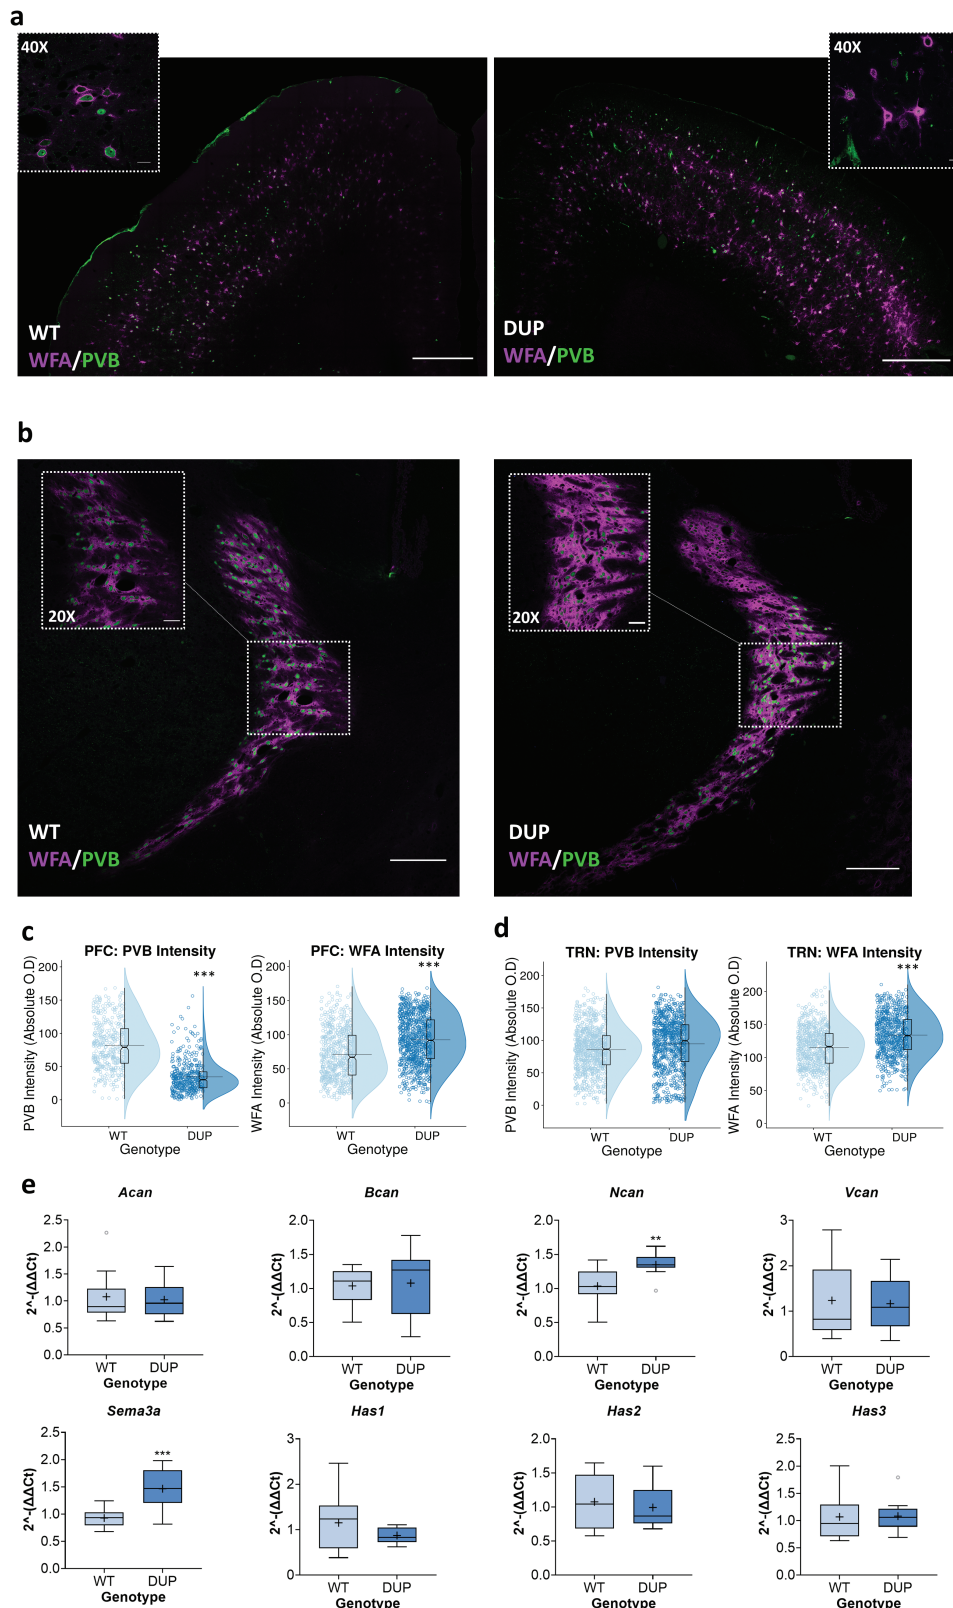 a
40X
40X
WT
WFA/PVB
DUP
WFA/PVB
b
20X
20X
WT
WFA/PVB
DUP
WFA/PVB
c
PFC: PVB Intensity
PVB Intensity (Absolute O.D)
200
150
100
50
0
***
WT
DUP
Genotype
PFC: WFA Intensity
WFA Intensity (Absolute O.D)
200
150
100
50
0
***
WT
DUP
Genotype
d
TRN: PVB Intensity
PVB Intensity (Absolute O.D)
200
150
100
50
0
WT
DUP
Genotype
TRN: WFA Intensity
WFA Intensity (Absolute O.D)
200
150
100
50
0
***
WT
DUP
Genotype
e
Acan
2^-(ΔΔCt)
2.5
2.0
1.5
1.0
0.5
0.0
WT
DUP
Genotype
Bcan
2^-(ΔΔCt)
2.0
1.5
1.0
0.5
0.0
WT
DUP
Genotype
Ncan
2^-(ΔΔCt)
2.0
1.5
1.0
0.5
0.0
**
WT
DUP
Genotype
Vcan
2^-(ΔΔCt)
3
2
1
0
WT
DUP
Genotype
Sema3a
2^-(ΔΔCt)
2.5
2.0
1.5
1.0
0.5
0.0
***
WT
DUP
Genotype
Has1
2^-(ΔΔCt)
3
2
1
0
WT
DUP
Genotype
Has2
2^-(ΔΔCt)
2.0
1.5
1.0
0.5
0.0
WT
DUP
Genotype
Has3
2^-(ΔΔCt)
2.5
2.0
1.5
1.0
0.5
0.0
WT
DUP
Genotype